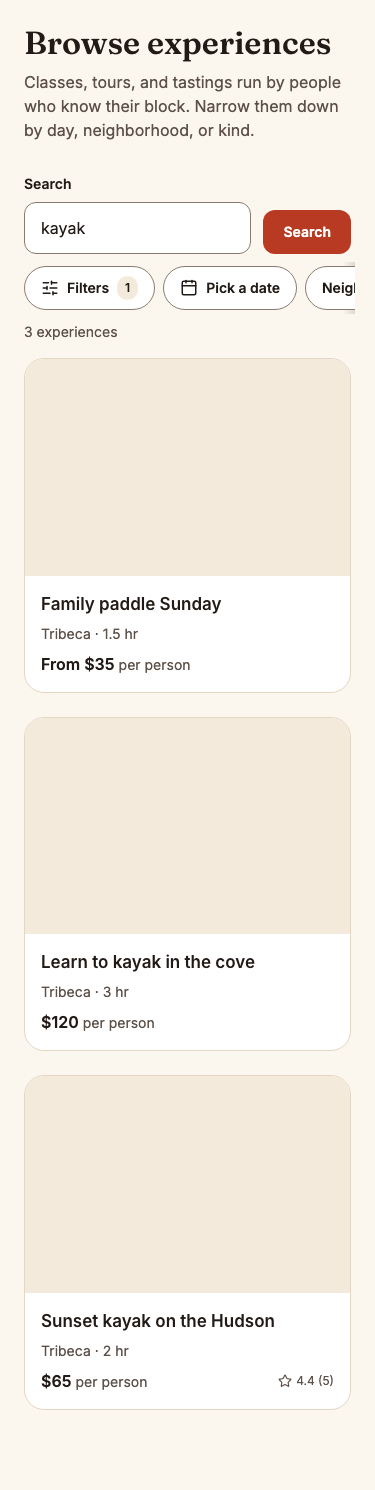 Browse experiences
Classes, tours, and tastings run by people
who know their block. Narrow them down
by day, neighborhood, or kind.
Search
kayak
Search
Filters 1
Pick a date
3 experiences
Family paddle Sunday
Tribeca · 1.5 hr
From $35 per person
Learn to kayak in the cove
Tribeca · 3 hr
$120 per person
Sunset kayak on the Hudson
Tribeca · 2 hr
$65 per person
4.4 (5)